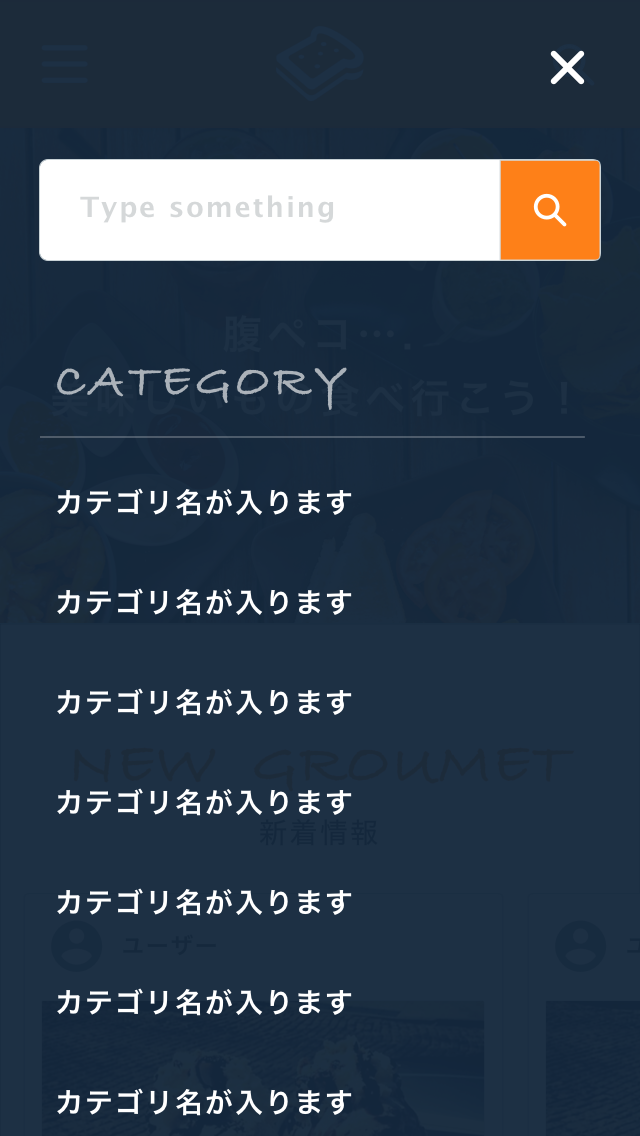 Type something
腹ペコ….
CATEGORY
美味しいもの食べ行こう！
カテゴリ名が入ります
カテゴリ名が入ります
カテゴリ名が入ります
NEW GROUMET
カテゴリ名が入ります
新着情報
カテゴリ名が入ります
ユーザー
カテゴリ名が入ります
カテゴリ名が入ります